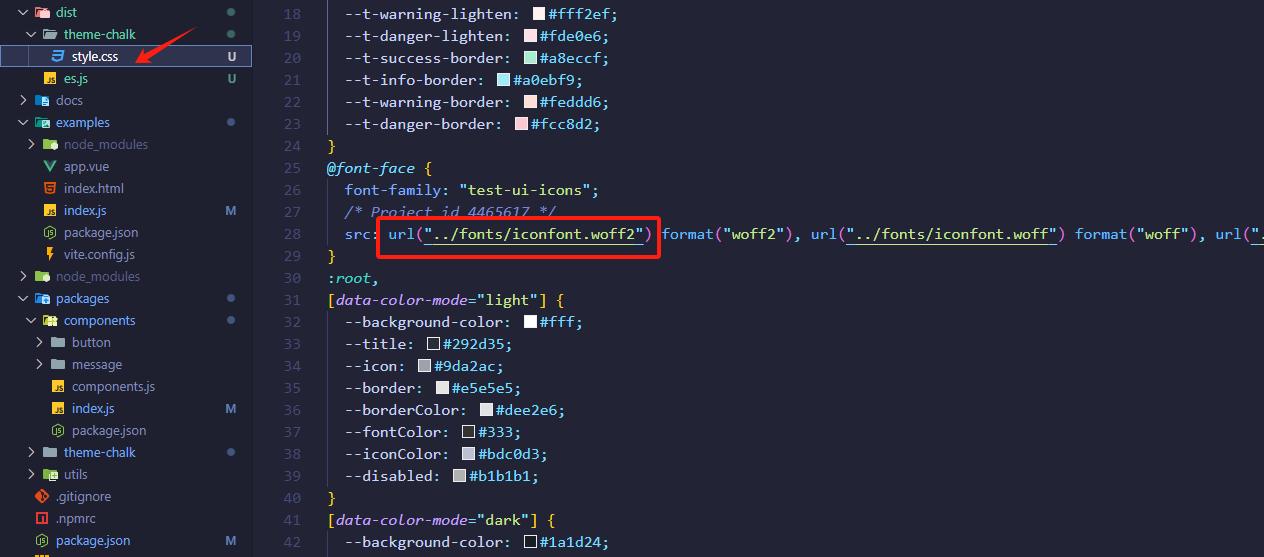 dist
theme-chalk
style.css U
es.js U
docs
examples
node_modules
app.vue
index.html
index.js M
package.json
vite.config.js
node_modules
packages
components
button
message
components.js
index.js M
package.json
theme-chalk
utils
.gitignore
.npmrc
package.json M
18 --t-warning-lighten: #fff2ef;
19 --t-danger-lighten: #fde0e6;
20 --t-success-border: #a8eccf;
21 --t-info-border: #a0ebf9;
22 --t-warning-border: #feddd6;
23 --t-danger-border: #fcc8d2;
24 }
25 @font-face {
26 font-family: "test-ui-icons";
27 /* Project id 4465617 */
28 src: url("../fonts/iconfont.woff2") format("woff2"), url("../fonts/iconfont.woff") format("woff"), url("
29 }
30 :root,
31 [data-color-mode="light"] {
32 --background-color: #fff;
33 --title: #292d35;
34 --icon: #9da2ac;
35 --border: #e5e5e5;
36 --borderColor: #dee2e6;
37 --fontColor: #333;
38 --iconColor: #bdc0d3;
39 --disabled: #b1b1b1;
40 }
41 [data-color-mode="dark"] {
42 --background-color: #1a1d24;